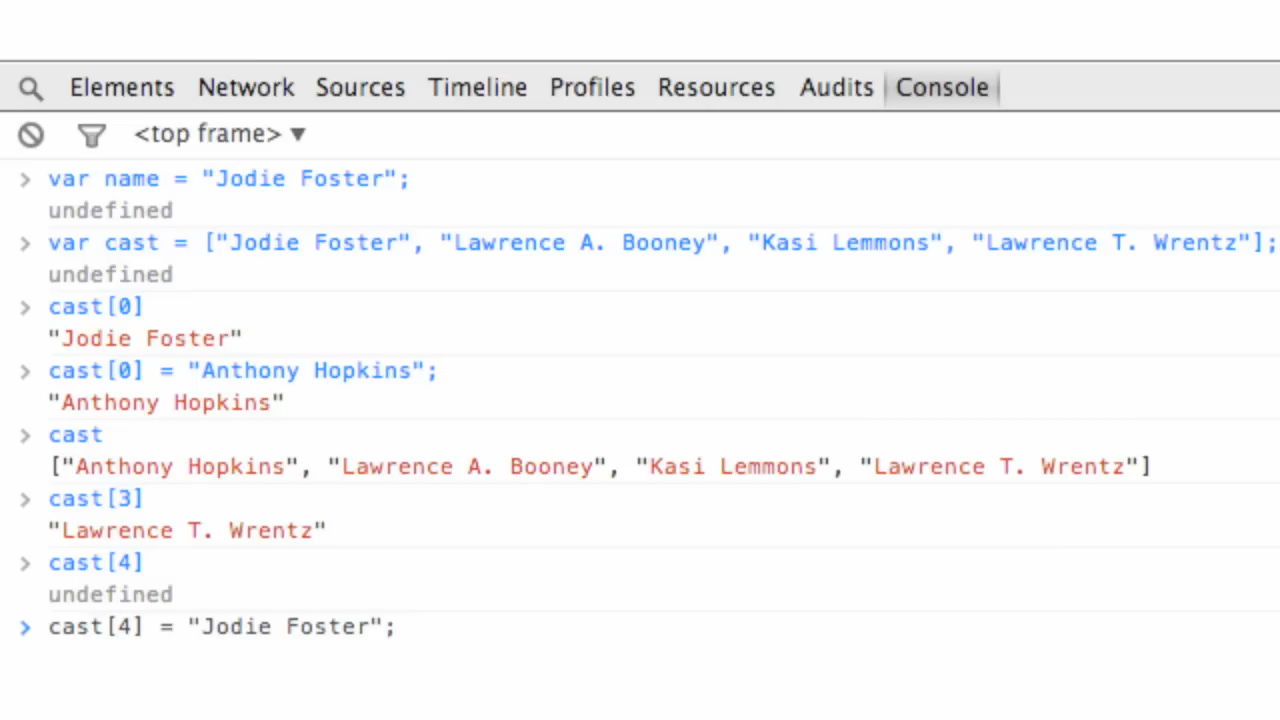 Elements Network Sources Timeline Profiles Resources Audits Console
<top frame> ▼
> var name = "Jodie Foster";
undefined
> var cast = ["Jodie Foster", "Lawrence A. Booney", "Kasi Lemmons", "Lawrence T. Wrentz"];
undefined
> cast[0]
"Jodie Foster"
> cast[0] = "Anthony Hopkins";
"Anthony Hopkins"
> cast
["Anthony Hopkins", "Lawrence A. Booney", "Kasi Lemmons", "Lawrence T. Wrentz"]
> cast[3]
"Lawrence T. Wrentz"
> cast[4]
undefined
> cast[4] = "Jodie Foster";